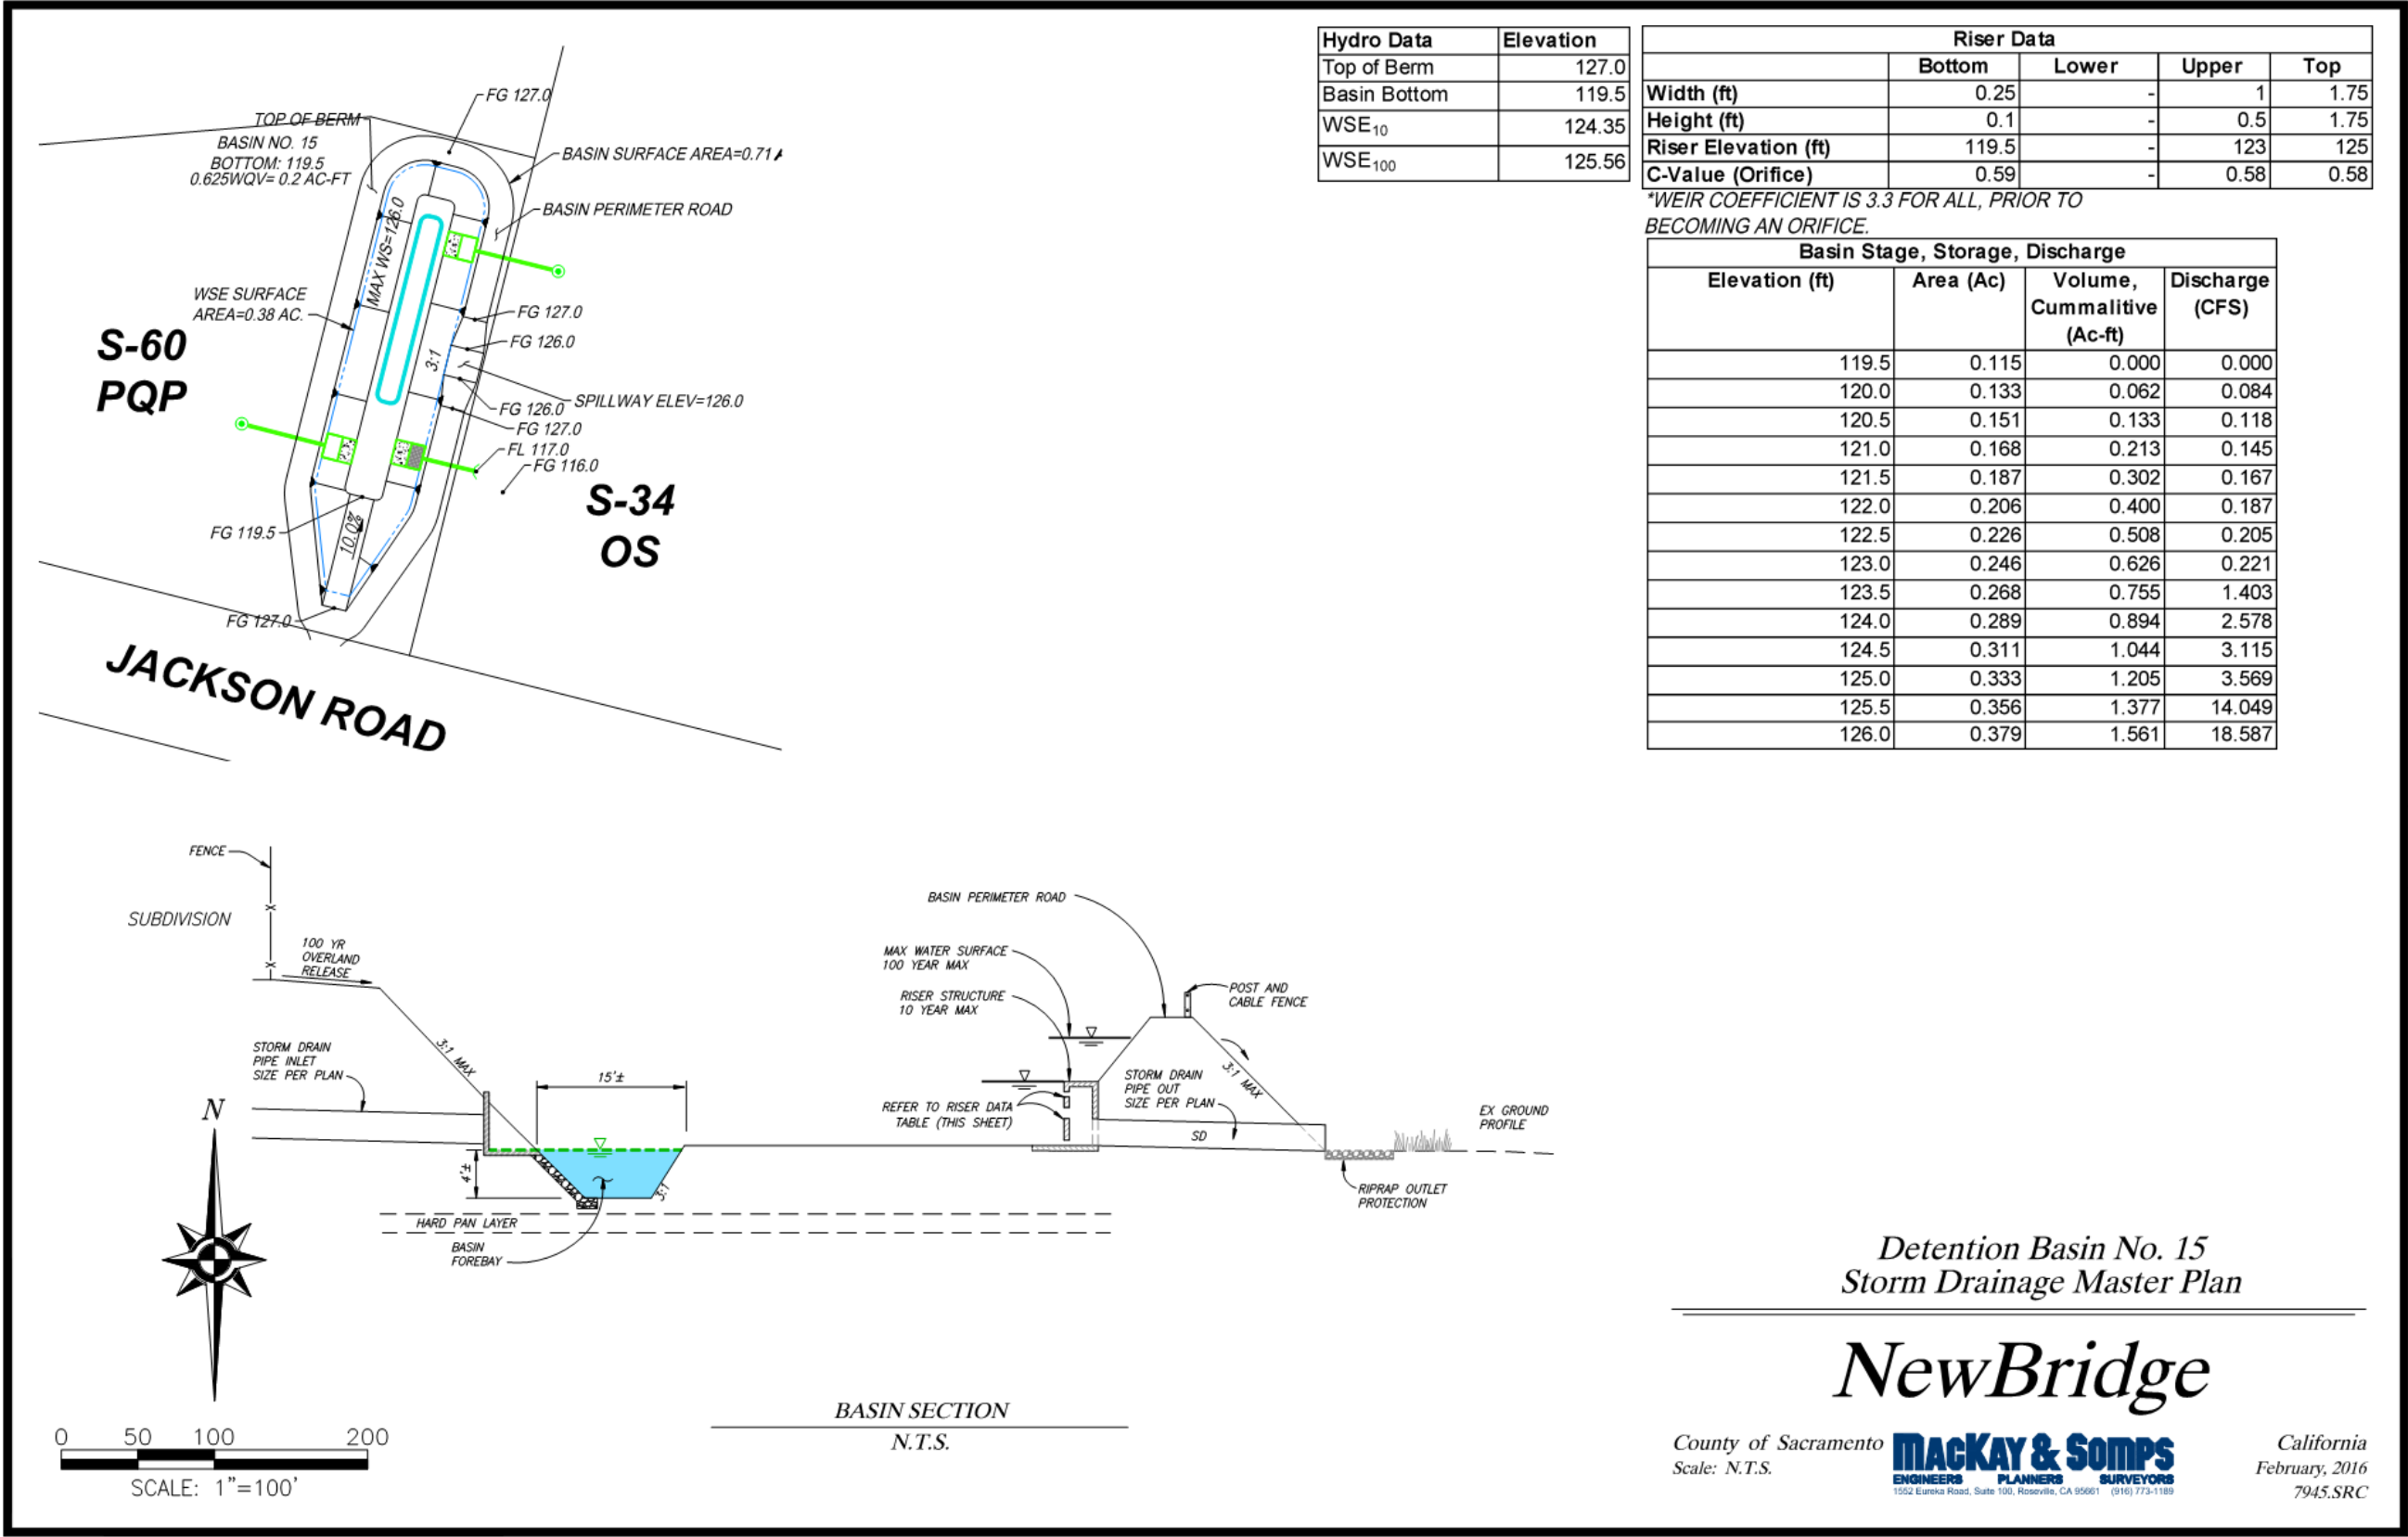 FG 127.0
TOP OF BERM
BASIN NO. 15
BOTTOM: 119.5
0.625WQV= 0.2 AC-FT
BASIN SURFACE AREA=0.71
BASIN PERIMETER ROAD
MAX WS=126.0
WSE SURFACE
AREA=0.38 AC.
S-60
PQP
FG 127.0
FG 126.0
3:1
SPILLWAY ELEV=126.0
FG 126.0
FG 127.0
FL 117.0
FG 116.0
S-34
OS
FG 119.5
10.0%
FG 127.0
JACKSON ROAD
Hydro Data Elevation
Top of Berm 127.0
Basin Bottom 119.5
WSE10 124.35
WSE100 125.56
Riser Data
Bottom Lower Upper Top
Width (ft) 0.25 - 1 1.75
Height (ft) 0.1 - 0.5 1.75
Riser Elevation (ft) 119.5 - 123 125
C-Value (Orifice) 0.59 - 0.58 0.58
*WEIR COEFFICIENT IS 3.3 FOR ALL, PRIOR TO
BECOMING AN ORIFICE.
Basin Stage, Storage, Discharge
Elevation (ft) Area (Ac) Volume, Discharge
Cummalitive (CFS)
(Ac-ft)
119.5 0.115 0.000 0.000
120.0 0.133 0.062 0.084
120.5 0.151 0.133 0.118
121.0 0.168 0.213 0.145
121.5 0.187 0.302 0.167
122.0 0.206 0.400 0.187
122.5 0.226 0.508 0.205
123.0 0.246 0.626 0.221
123.5 0.268 0.755 1.403
124.0 0.289 0.894 2.578
124.5 0.311 1.044 3.115
125.0 0.333 1.205 3.569
125.5 0.356 1.377 14.049
126.0 0.379 1.561 18.587
FENCE
SUBDIVISION
100 YR
OVERLAND
RELEASE
3:1 MAX
STORM DRAIN
PIPE INLET
SIZE PER PLAN
15'±
4'±
3:1
HARD PAN LAYER
BASIN
FOREBAY
BASIN PERIMETER ROAD
MAX WATER SURFACE
100 YEAR MAX
RISER STRUCTURE
10 YEAR MAX
POST AND
CABLE FENCE
REFER TO RISER DATA
TABLE (THIS SHEET)
STORM DRAIN
PIPE OUT
SIZE PER PLAN
3:1 MAX
SD
EX GROUND
PROFILE
RIPRAP OUTLET
PROTECTION
N
0 50 100 200
SCALE: 1"=100'
BASIN SECTION
N.T.S.
Detention Basin No. 15
Storm Drainage Master Plan
NewBridge
County of Sacramento
Scale: N.T.S.
MACKAY & SOMPS
ENGINEERS PLANNERS SURVEYORS
1552 Eureka Road, Suite 100, Roseville, CA 95661 (916) 773-1189
California
February, 2016
7945.SRC